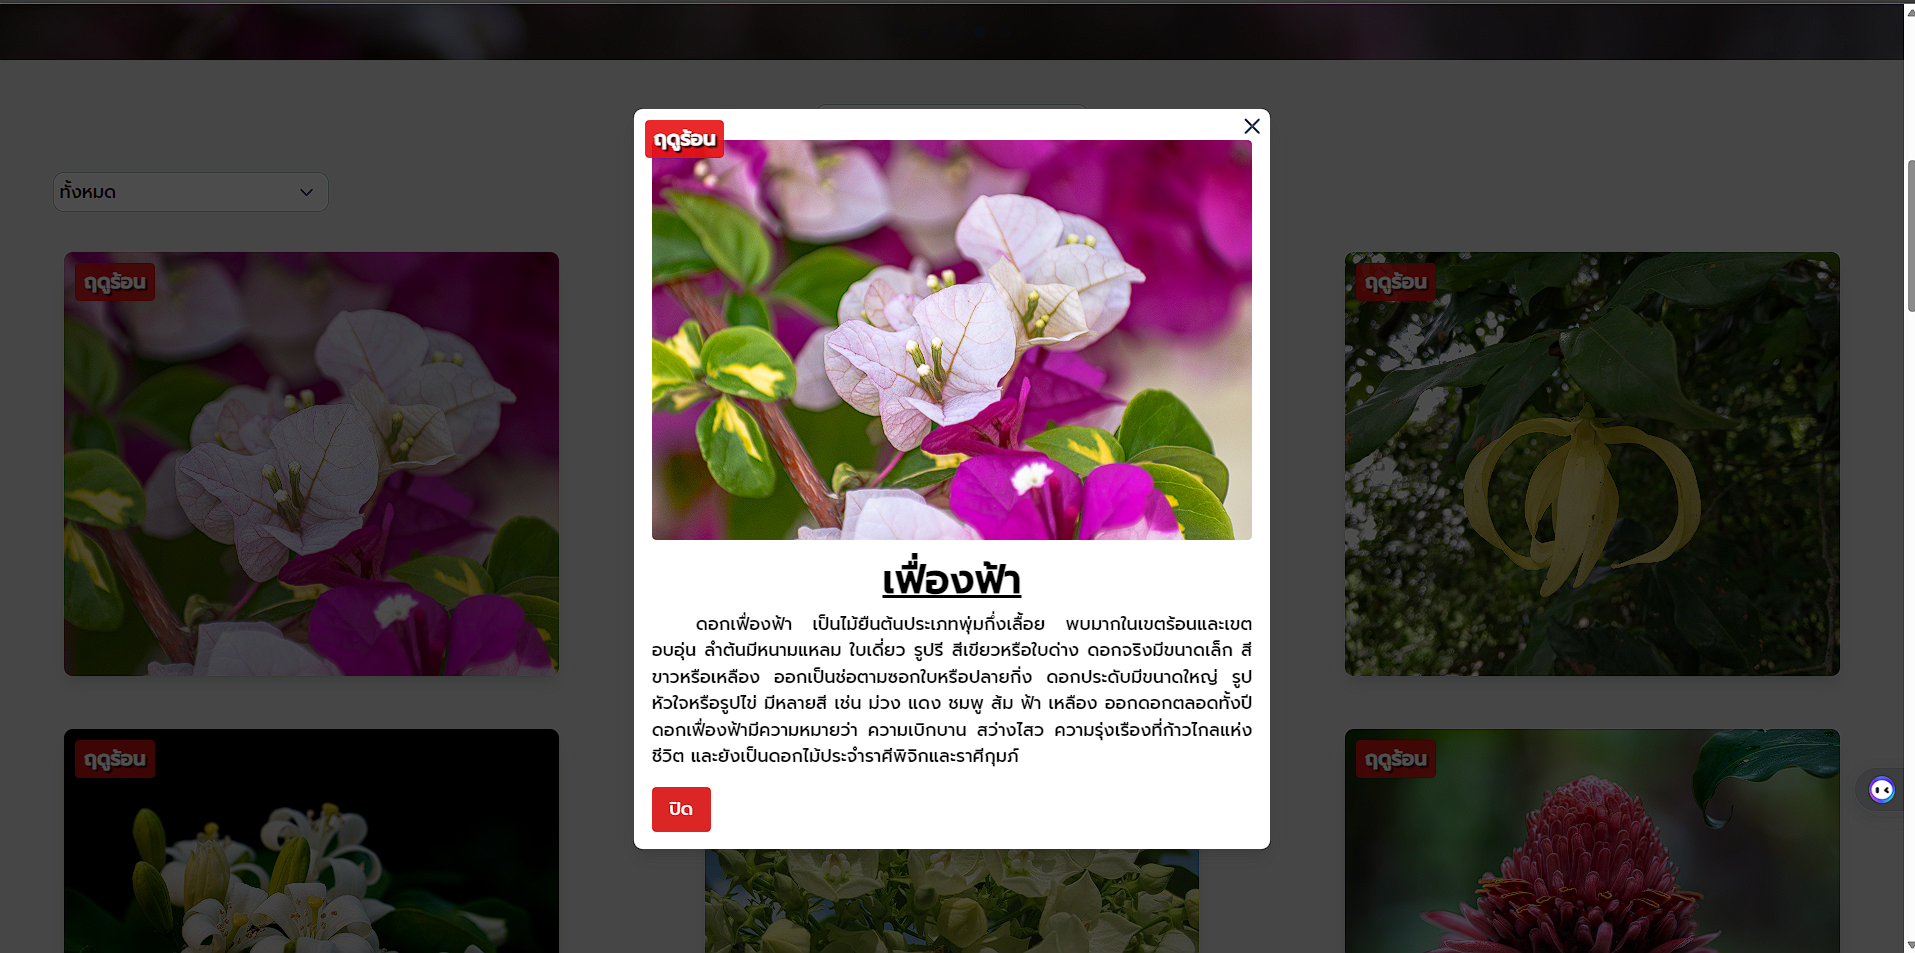 ฤดูร้อน
ทั้งหมด
ฤดูร้อน
ฤดูร้อน
เฟื่องฟ้า
ดอกเฟื่องฟ้า เป็นไม้ยืนต้นประเภทพุ่มกึ่งเลื้อย พบมากในเขตร้อนและเขต
อบอุ่น ลำต้นมีหนามแหลม ใบเดี่ยว รูปรี สีเขียวหรือใบด่าง ดอกจริงมีขนาดเล็ก สี
ขาวหรือเหลือง ออกเป็นช่อตามซอกใบหรือปลายกิ่ง ดอกประดับมีขนาดใหญ่ รูป
หัวใจหรือรูปไข่ มีหลายสี เช่น ม่วง แดง ชมพู ส้ม ฟ้า เหลือง ออกดอกตลอดทั้งปี
ดอกเฟื่องฟ้ามีความหมายว่า ความเบิกบาน สว่างไสว ความรุ่งเรืองที่ก้าวไกลแห่ง
ชีวิต และยังเป็นดอกไม้ประจำราศีพิจิกและราศีกุมภ์
ปิด
ฤดูร้อน
ฤดูร้อน